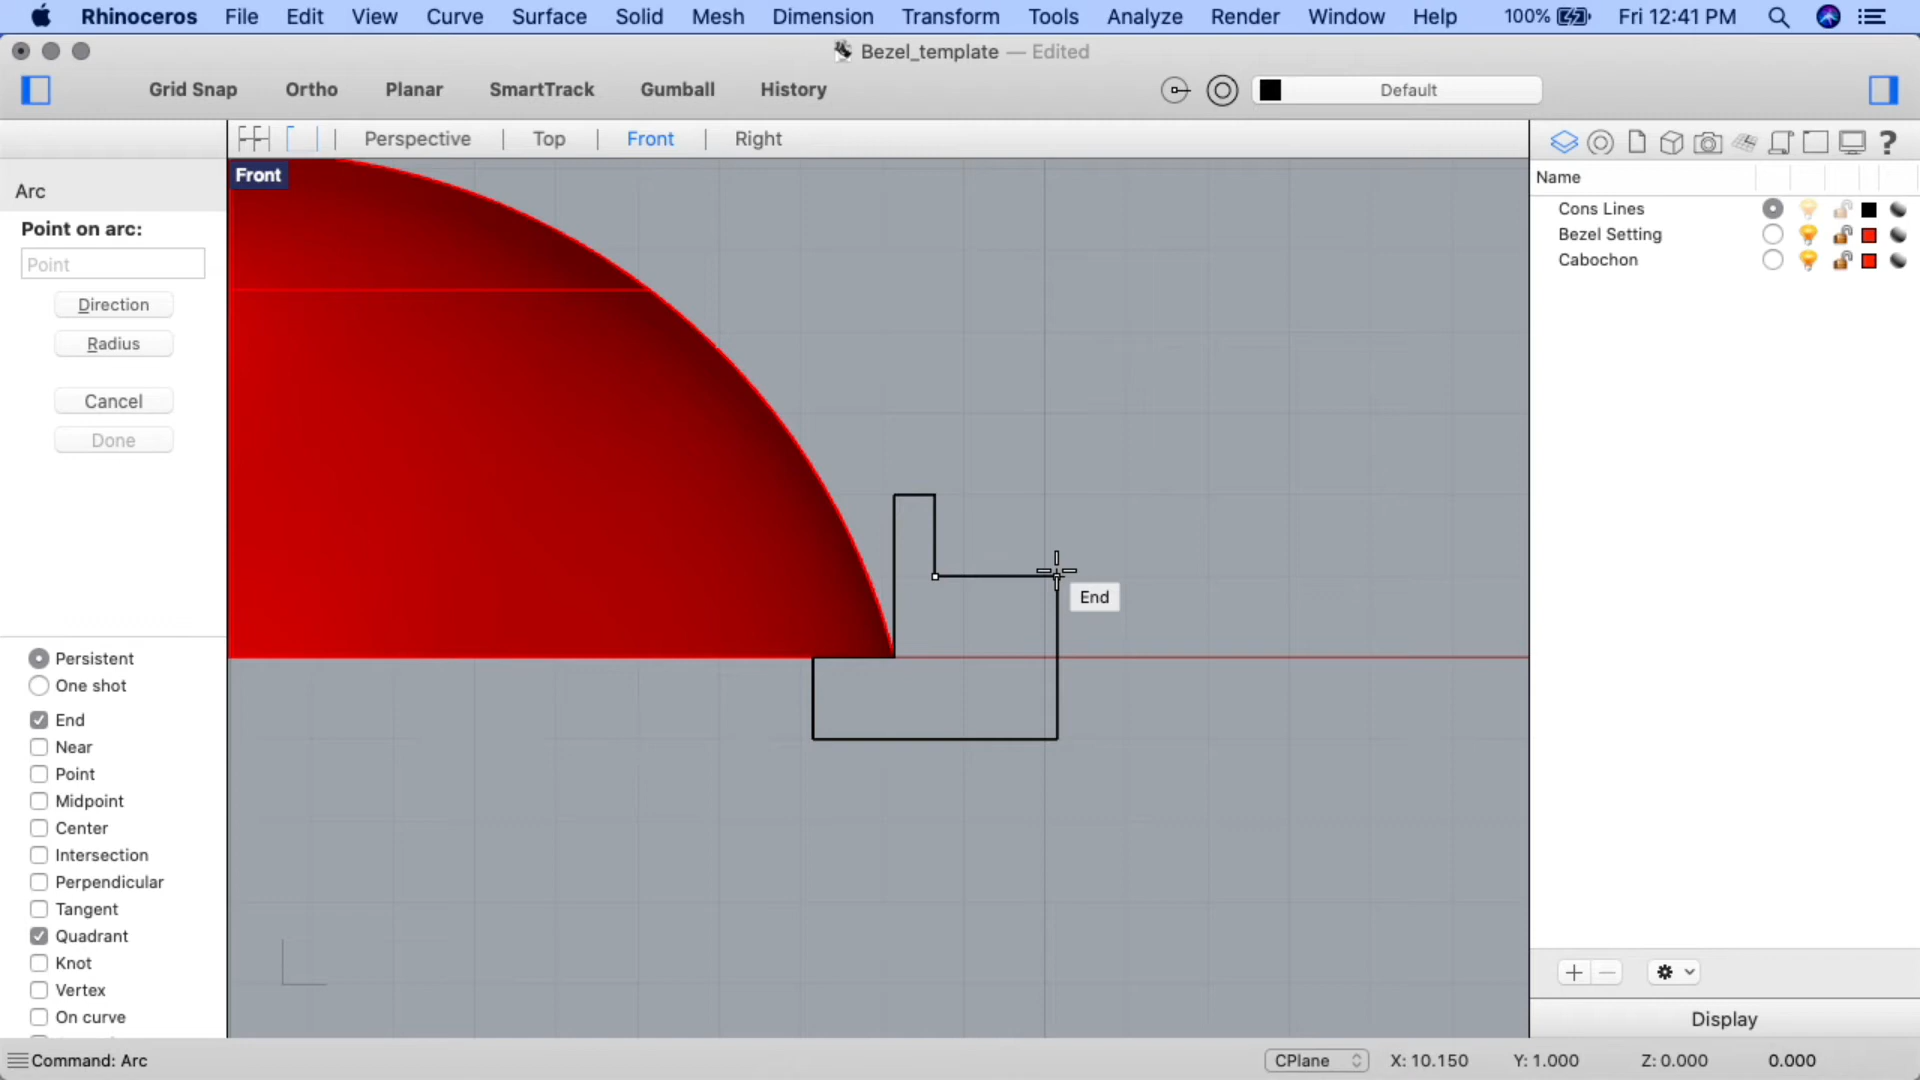 Rhinoceros File Edit View Curve Surface Solid Mesh Dimension Transform Tools Analyze Render Window Help 100% Fri 12:41 PM
Bezel_template — Edited
Grid Snap Ortho Planar SmartTrack Gumball History Default
Perspective Top Front Right
Front
Arc
Point on arc:
Point
Direction
Radius
Cancel
Done
End
Persistent
One shot
End
Near
Point
Midpoint
Center
Intersection
Perpendicular
Tangent
Quadrant
Knot
Vertex
On curve
Name
Cons Lines
Bezel Setting
Cabochon
Display
Command: Arc CPlane X: 10.150 Y: 1.000 Z: 0.000 0.000